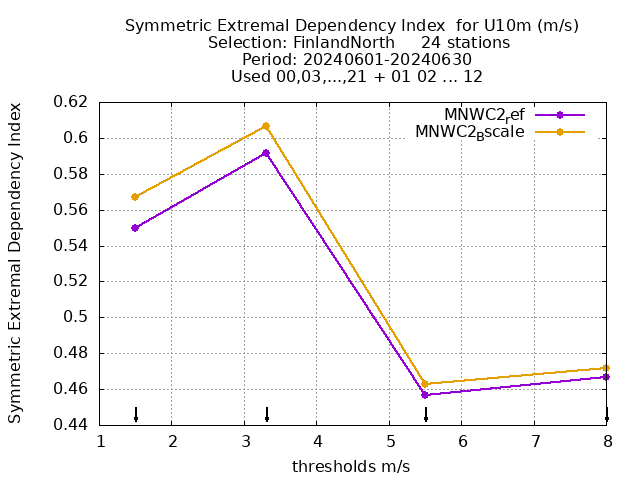 Symmetric Extremal Dependency Index  for U10m (m/s)
Selection: FinlandNorth     24 stations
Period: 20240601-20240630
Used 00,03,...,21 + 01 02 ... 12
MNWC2ref
MNWC2Bscale
Symmetric Extremal Dependency Index
0.62
0.6
0.58
0.56
0.54
0.52
0.5
0.48
0.46
0.44
1 2 3 4 5 6 7 8
thresholds m/s